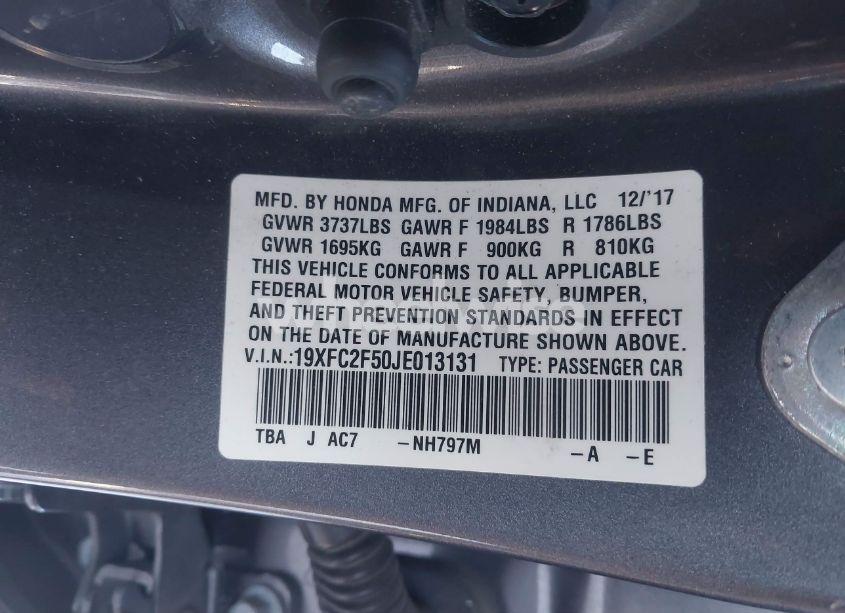 MFD. BY HONDA MFG. OF INDIANA, LLC 12/'17
GVWR 3737LBS GAWR F 1984LBS R 1786LBS
GVWR 1695KG GAWR F 900KG R 810KG
THIS VEHICLE CONFORMS TO ALL APPLICABLE
FEDERAL MOTOR VEHICLE SAFETY, BUMPER,
AND THEFT PREVENTION STANDARDS IN EFFECT
ON THE DATE OF MANUFACTURE SHOWN ABOVE.
V.I.N.:19XFC2F50JE013131 TYPE: PASSENGER CAR
TBA J AC7 -NH797M -A -E